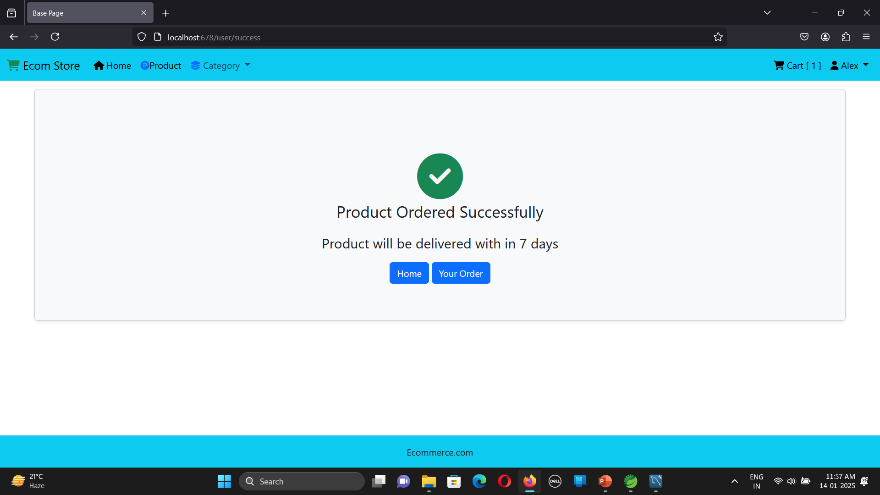 Base Page
localhost:678/user/success
Ecom Store Home Product Category Cart [ 1 ] Alex
Product Ordered Successfully
Product will be delivered with in 7 days
Home Your Order
Ecommerce.com
21°C
Haze
Search
DELL
ENG
IN
11:57 AM
14-01-2025